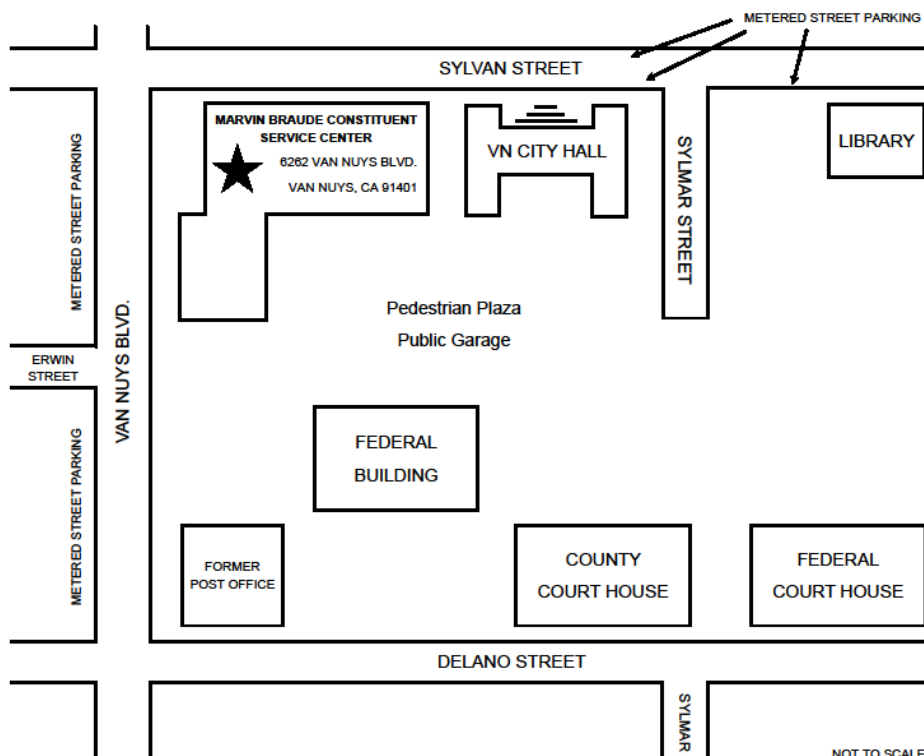 METERED STREET PARKING
SYLVAN STREET
MARVIN BRAUDE CONSTITUENT
SERVICE CENTER
6262 VAN NUYS BLVD.
VAN NUYS, CA 91401
VN CITY HALL
LIBRARY
SYLMAR STREET
METERED STREET PARKING
Pedestrian Plaza
Public Garage
ERWIN
STREET
VAN NUYS BLVD.
FEDERAL
BUILDING
METERED STREET PARKING
FORMER
POST OFFICE
COUNTY
COURT HOUSE
FEDERAL
COURT HOUSE
DELANO STREET
SYLMAR
NOT TO SCALE